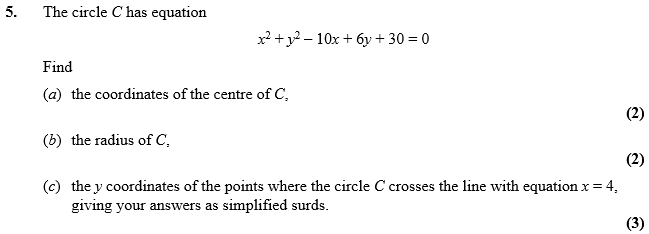 5. The circle C has equation
x² + y² – 10x + 6y + 30 = 0
Find
(a) the coordinates of the centre of C,
(2)
(b) the radius of C,
(2)
(c) the y coordinates of the points where the circle C crosses the line with equation x = 4,
giving your answers as simplified surds.
(3)